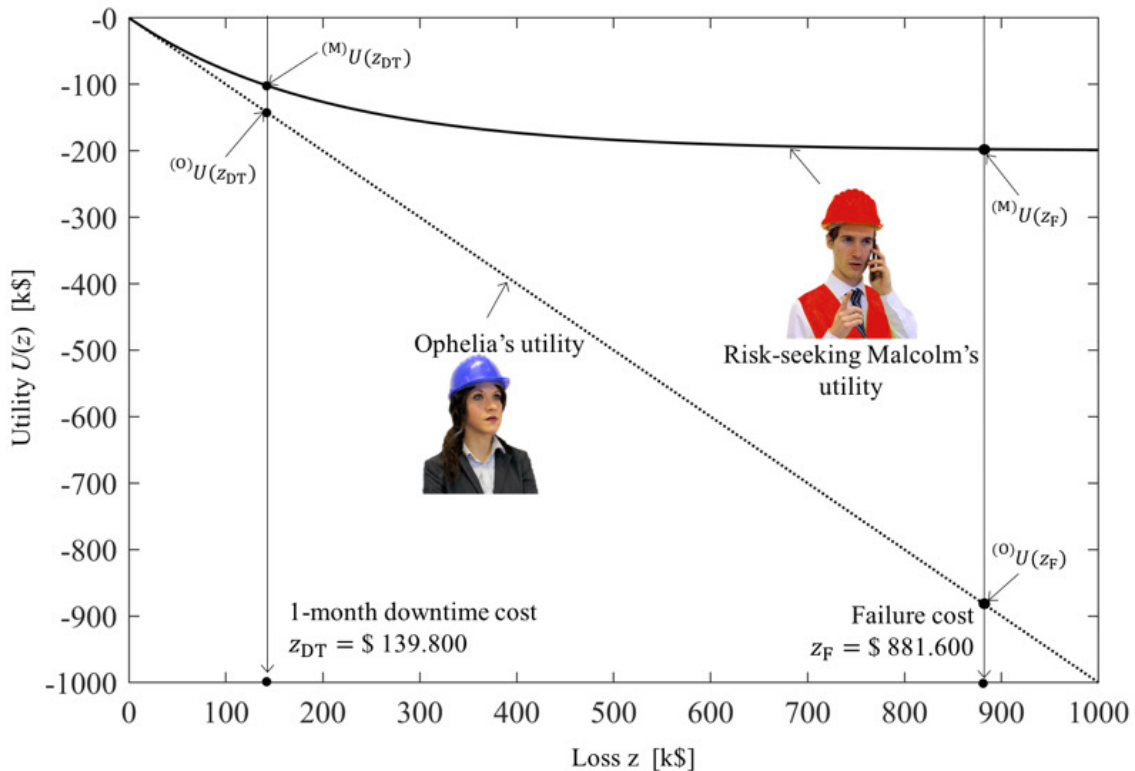 -0
-100
-200
-300
-400
-500
-600
-700
-800
-900
-1000
Utility U(z) [k$]
(M)U(zDT)
(O)U(zDT)
(M)U(zF)
Ophelia's utility
Risk-seeking Malcolm's
utility
(O)U(zF)
1-month downtime cost
zDT = $ 139.800
Failure cost
zF = $ 881.600
0 100 200 300 400 500 600 700 800 900 1000
Loss z [k$]